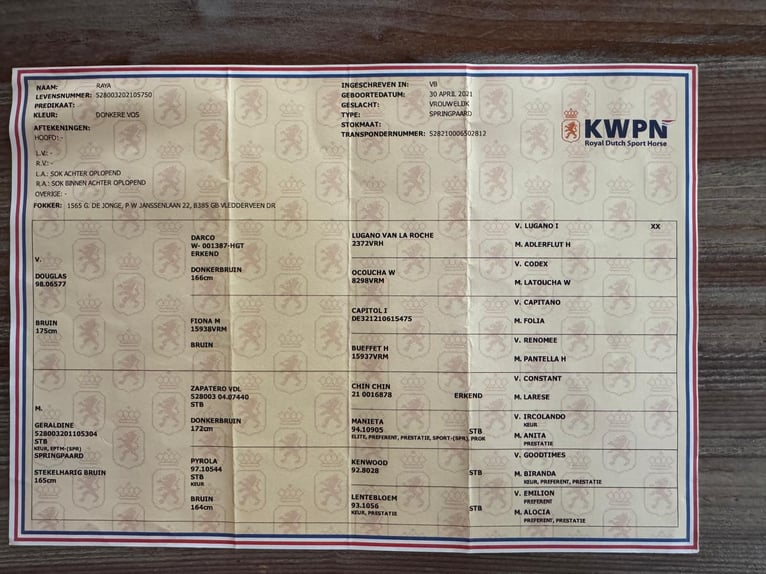 NAAM: RAYA
LEVENSNUMMER: 528003202105750
PREDIKAAT:
KLEUR: DONKERE VOS
AFTEKENINGEN:
HOOFD: -
L.V.: -
R.V.: -
L.A.: SOK ACHTER OPLOPEND
R.A.: SOK BINNEN ACHTER OPLOPEND
OVERIGE: -
FOKKER: 1565 G. DE JONGE, P W JANSSENLAAN 22, 8385 GB VLEDDERVEEN DR
INGESCHREVEN IN: VB
GEBOORTEDATUM: 30 APRIL 2021
GESLACHT: VROUWELIJK
TYPE: SPRINGPAARD
STOKMAAT:
TRANSPONDERNUMMER: 528210006502812
KWPN
Royal Dutch Sport Horse
V.
DOUGLAS
98.06577
BRUIN
175cm
M.
GERALDINE
528003201105304
STB
KEUR, EPTM-(SPR)
SPRINGPAARD
STEKELHARIG BRUIN
165cm
DARCO
W- 001387-HGT
ERKEND
DONKERBRUIN
166cm
FIONA M
15938VRM
BRUIN
ZAPATERO VDL
528003 04.07440
STB
DONKERBRUIN
172cm
PYROLA
97.10544
STB
KEUR
BRUIN
164cm
LUGANO VAN LA ROCHE
2372VRH
OCOUCHA W
8298VRM
CAPITOL I
DE321210615475
BUEFFET H
15937VRM
CHIN CHIN
21 0016878 ERKEND
MANIETA
94.10905 STB
ELITE, PREFERENT, PRESTATIE, SPORT-(SPR), PROK
KENWOOD
92.8028 STB
LENTEBLOEM
93.1056 STB
KEUR, PRESTATIE
V. LUGANO I XX
M. ADLERFLUT H
V. CODEX
M. LATOUCHA W
V. CAPITANO
M. FOLIA
V. RENOMEE
M. PANTELLA H
V. CONSTANT
M. LARESE
V. IRCOLANDO
KEUR
M. ANITA
PRESTATIE
V. GOODTIMES
M. BIRANDA
KEUR, PREFERENT, PRESTATIE
V. EMILION
PREFERENT
M. ALOCIA
PREFERENT, PRESTATIE